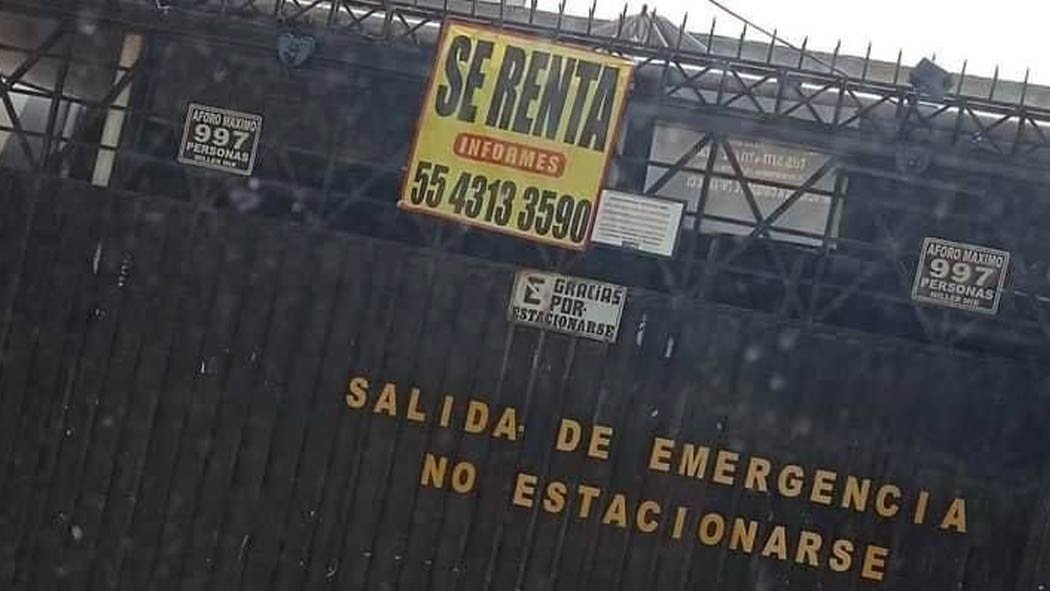 SE RENTA
INFORMES
55 4313 3590
AFORO MAXIMO
997
PERSONAS
AFORO MAXIMO
997
PERSONAS
GRACIAS
POR
ESTACIONARSE
SALIDA DE EMERGENCIA
NO ESTACIONARSE